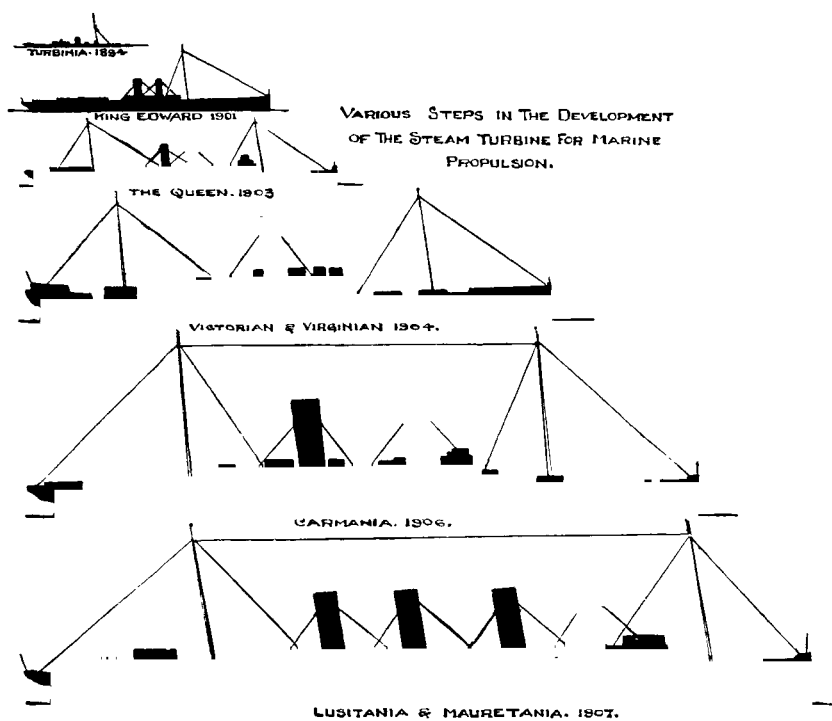 TURBINIA. 1894
KING EDWARD 1901
VARIOUS STEPS IN THE DEVELOPMENT
OF THE STEAM TURBINE FOR MARINE
PROPULSION.
THE QUEEN. 1903
VICTORIAN & VIRGINIAN 1904.
CARMANIA. 1906.
LUSITANIA & MAURETANIA. 1907.